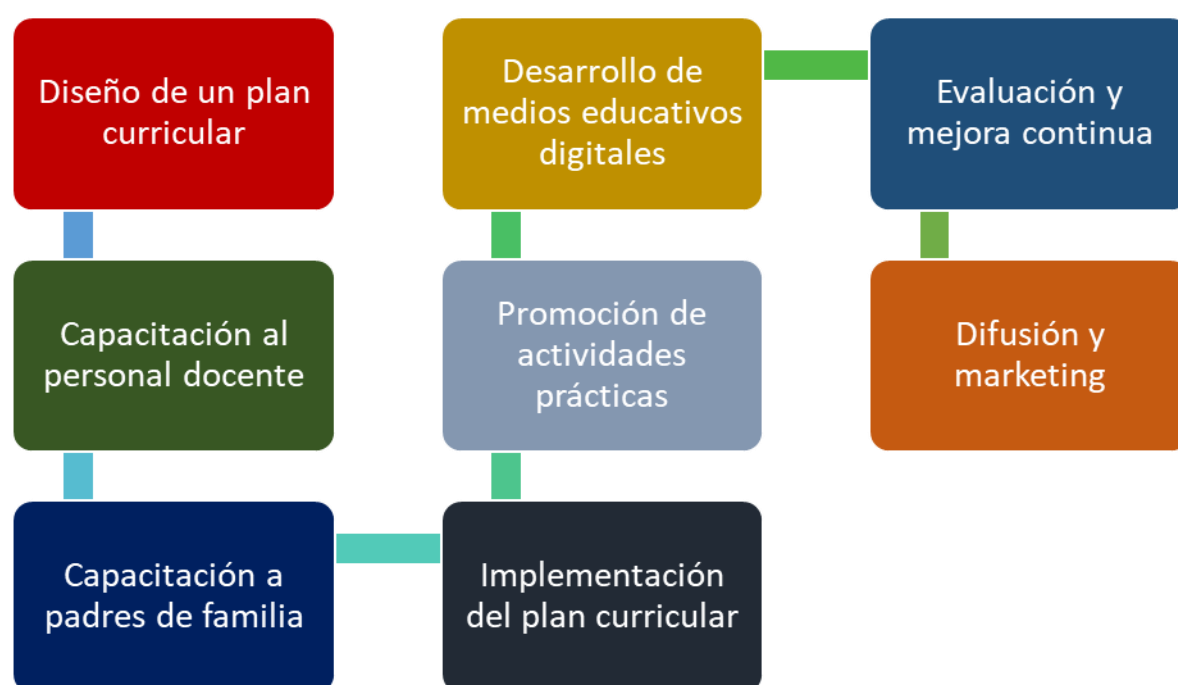 Diseño de un plan
curricular
Capacitación al
personal docente
Capacitación a
padres de familia
Implementación
del plan curricular
Promoción de
actividades
prácticas
Desarrollo de
medios educativos
digitales
Evaluación y
mejora continua
Difusión y
marketing